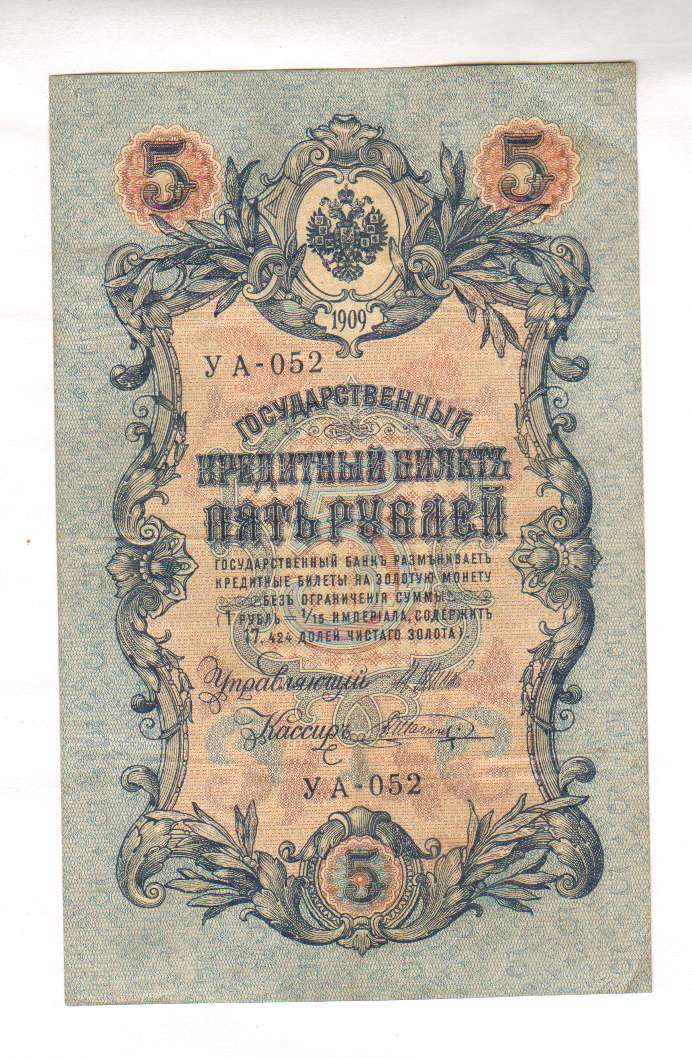 5 5
1909
УА-052
ГОСУДАРСТВЕННЫЙ
КРЕДИТНЫЙ БИЛЕТЪ
ПЯТЬ РУБЛЕЙ
ГОСУДАРСТВЕННЫЙ БАНКЪ РАЗМѢНИВАЕТЪ
КРЕДИТНЫЕ БИЛЕТЫ НА ЗОЛОТУЮ МОНЕТУ
БЕЗЪ ОГРАНИЧЕНІЯ СУММЫ
(1 РУБЛЬ = 1/15 ИМПЕРІАЛА, СОДЕРЖИТЪ
17,424 ДОЛЕЙ ЧИСТАГО ЗОЛОТА).
Управляющій
Кассиръ
УА-052
5